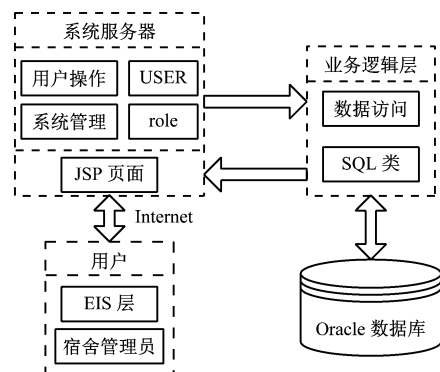 系统服务器
用户操作
USER
系统管理
role
JSP 页面
业务逻辑层
数据访问
SQL 类
Internet
用户
EIS 层
宿舍管理员
Oracle 数据库